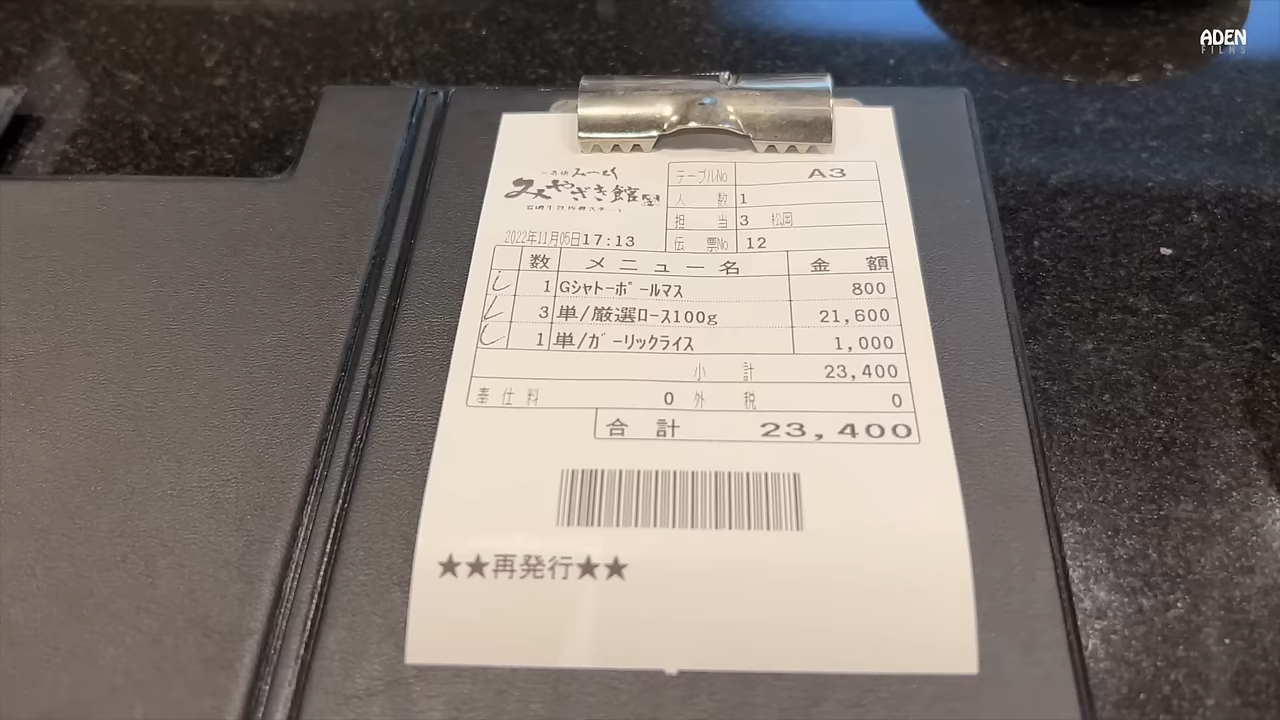 ADEN
FILMS
みやざき館
テーブルNo A3
人数 1
担当 3 松岡
伝票No 12
2022年11月05日17:13
数 メニュー名 金額
1 Gシャトーポールマス 800
3 単/厳選ロース100g 21,600
1 単/ガーリックライス 1,000
小計 23,400
奉仕料 0 外税 0
合計 23,400
★★再発行★★